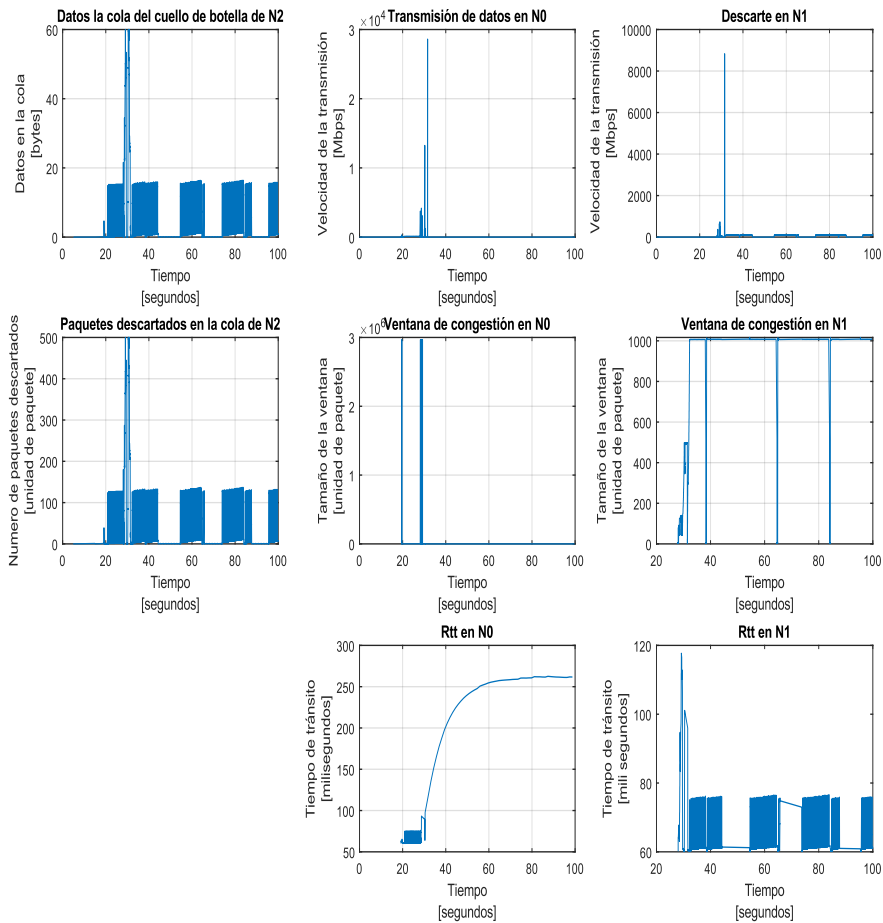 Datos la cola del cuello de botella de N2
Datos en la cola
[bytes]
60
40
20
0
0 20 40 60 80 100
Tiempo
[segundos]
Transmisión de datos en N0
×10⁴
Velocidad de la transmisión
[Mbps]
3
2
1
0
0 20 40 60 80 100
Tiempo
[segundos]
Descarte en N1
Velocidad de la transmisión
[Mbps]
10000
8000
6000
4000
2000
0
0 20 40 60 80 100
Tiempo
[segundos]
Paquetes descartados en la cola de N2
Numero de paquetes descartados
[unidad de paquete]
500
400
300
200
100
0
0 20 40 60 80 100
Tiempo
[segundos]
Ventana de congestión en N0
×10⁶
Tamaño de la ventana
[unidad de paquete]
3
2
1
0
0 20 40 60 80 100
Tiempo
[segundos]
Ventana de congestión en N1
Tamaño de la ventana
[unidad de paquete]
1000
800
600
400
200
0
20 40 60 80 100
Tiempo
[segundos]
Rtt en N0
Tiempo de tránsito
[milisegundos]
300
250
200
150
100
50
0 20 40 60 80 100
Tiempo
[segundos]
Rtt en N1
Tiempo de tránsito
[mili segundos]
120
100
80
60
20 40 60 80 100
Tiempo
[segundos]